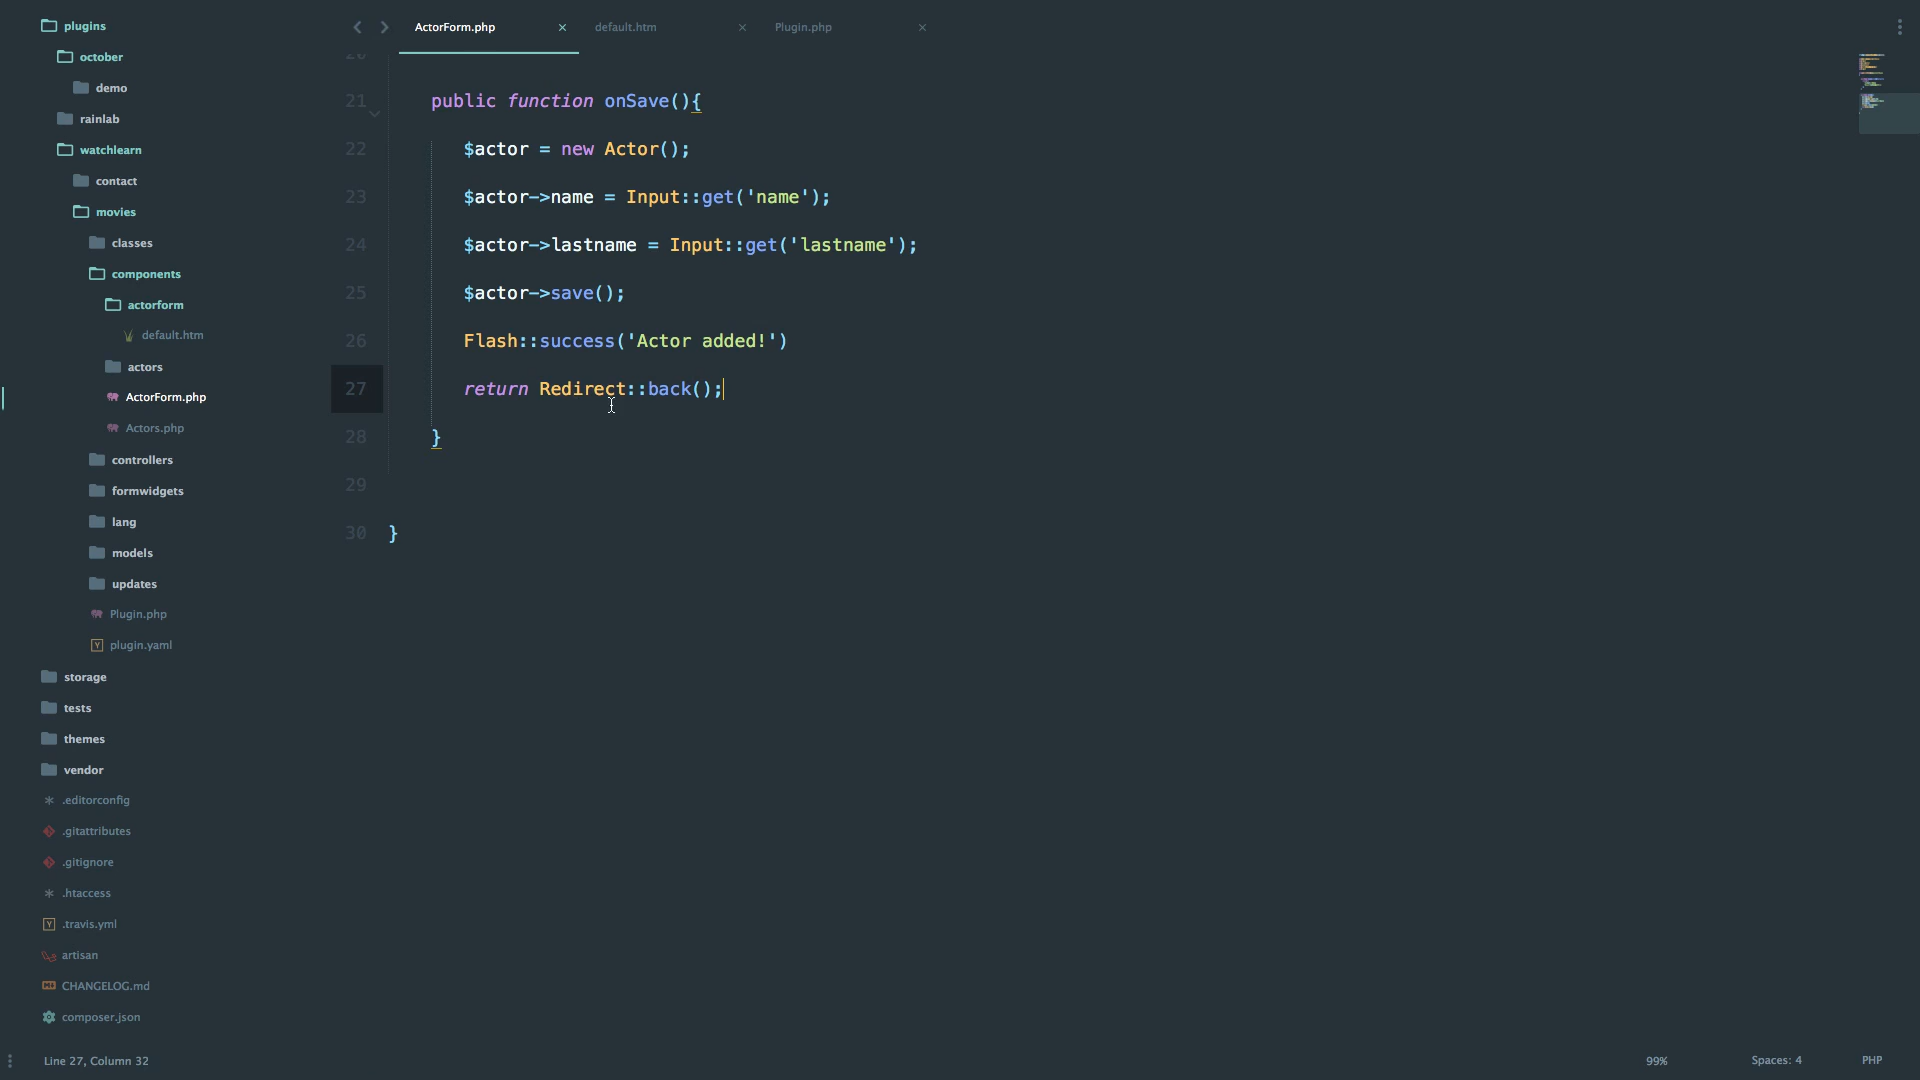 plugins
october
demo
rainlab
watchlearn
contact
movies
classes
components
actorform
default.htm
actors
ActorForm.php
Actors.php
controllers
formwidgets
lang
models
updates
Plugin.php
plugin.yaml
storage
tests
themes
vendor
.editorconfig
.gitattributes
.gitignore
.htaccess
.travis.yml
artisan
CHANGELOG.md
composer.json
ActorForm.php × default.htm × Plugin.php ×
20
21 public function onSave(){
22 $actor = new Actor();
23 $actor->name = Input::get('name');
24 $actor->lastname = Input::get('lastname');
25 $actor->save();
26 Flash::success('Actor added!')
27 return Redirect::back();
28 }
29
30 }
Line 27, Column 32 99% Spaces: 4 PHP